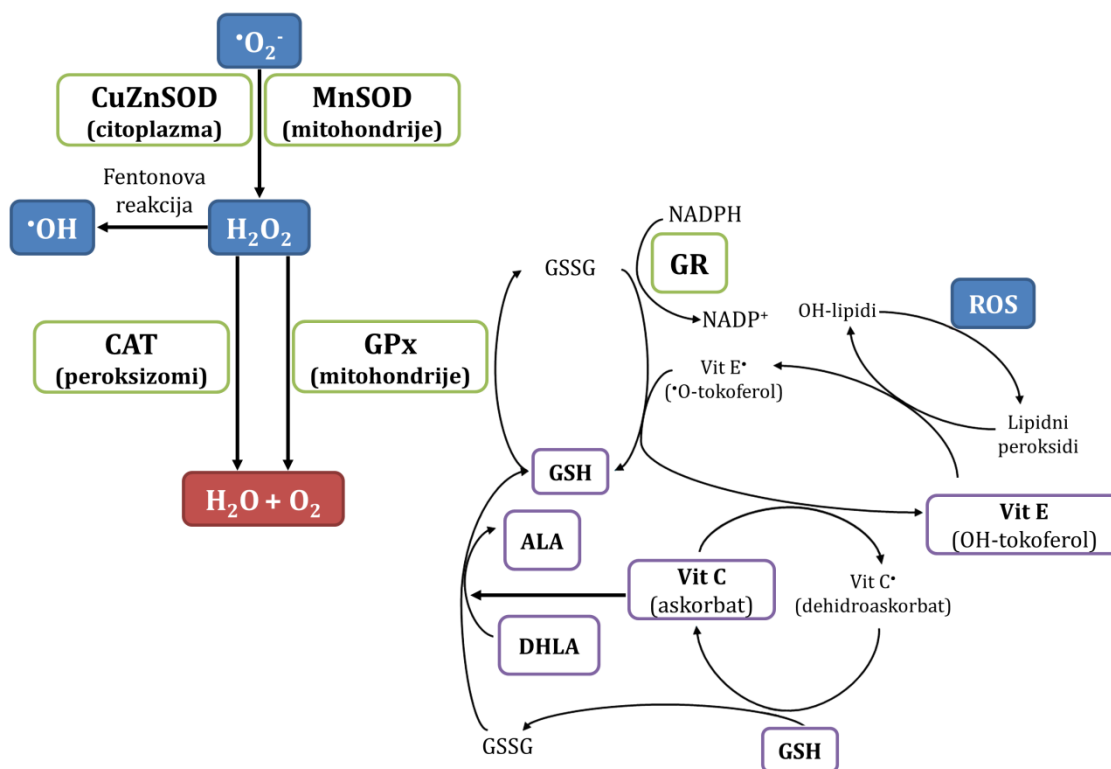 •O₂⁻
CuZnSOD
(citoplazma)
MnSOD
(mitohondrije)
Fentonova
reakcija
•OH
H₂O₂
CAT
(peroksizomi)
GPx
(mitohondrije)
H₂O + O₂
NADPH
GR
GSSG
NADP⁺
ROS
OH-lipidi
Vit E•
(•O-tokoferol)
Lipidni
peroksidi
GSH
Vit E
(OH-tokoferol)
ALA
Vit C
(askorbat)
Vit C•
(dehidroaskorbat)
DHLA
GSSG
GSH